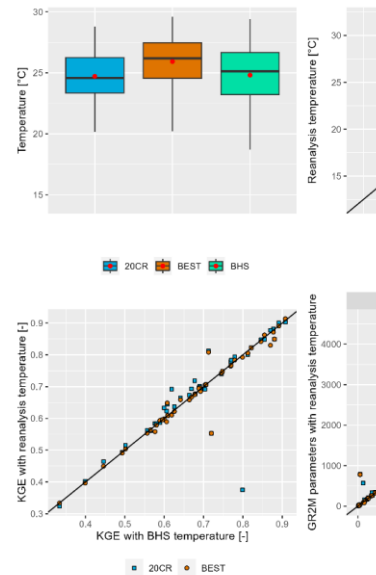 30
25
20
15
Temperature [°C]
20CR BEST BHS
30
25
20
15
Reanalysis temprerature [°C]
0.9
0.8
0.7
0.6
0.5
0.4
0.3
KGE with reanalysis temperature [-]
0.4 0.5 0.6 0.7 0.8 0.9
KGE with BHS temperature [-]
20CR BEST
4000
3000
2000
1000
0
GR2M parameters with reanalysis temperature
0